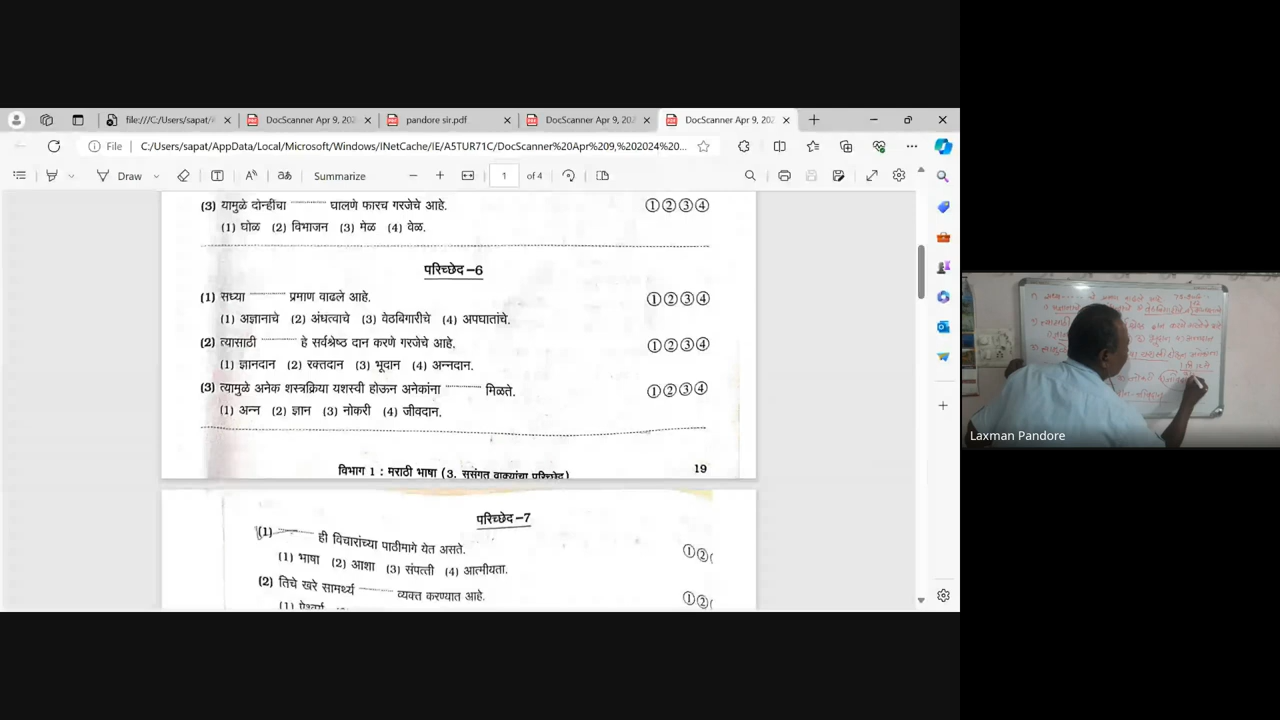 file:///C:/Users/sapat/A
DocScanner Apr 9, 202
pandore sir.pdf
DocScanner Apr 9, 202
DocScanner Apr 9, 202
File
C:/Users/sapat/AppData/Local/Microsoft/Windows/INetCache/IE/A5TUR71C/DocScanner%20Apr%209,%202024%20...
Draw
aあ
Summarize
1 of 4
(3) यामुळे दोन्हींचा ............ घालणे फारच गरजेचे आहे. ①②③④
(1) घोळ (2) विभाजन (3) मेळ (4) वेळ.
परिच्छेद –6
(1) सध्या ............ प्रमाण वाढले आहे. ①②③④
(1) अज्ञानाचे (2) अंधत्वाचे (3) वेठबिगारीचे (4) अपघातांचे.
(2) त्यासाठी ............ हे सर्वश्रेष्ठ दान करणे गरजेचे आहे. ①②③④
(1) ज्ञानदान (2) रक्तदान (3) भूदान (4) अन्नदान.
(3) त्यामुळे अनेक शस्त्रक्रिया यशस्वी होऊन अनेकांना ............ मिळते. ①②③④
(1) अन्न (2) ज्ञान (3) नोकरी (4) जीवदान.
विभाग 1 : मराठी भाषा (3. सुसंगत वाक्यांचा परिच्छेद) 19
परिच्छेद –7
(1) ............ ही विचारांच्या पाठीमागे येत असते. ①②
(1) भाषा (2) आशा (3) संपत्ती (4) आत्मीयता.
(2) तिचे खरे सामर्थ्य ............ व्यक्त करण्यात आहे. ①②
Laxman Pandore